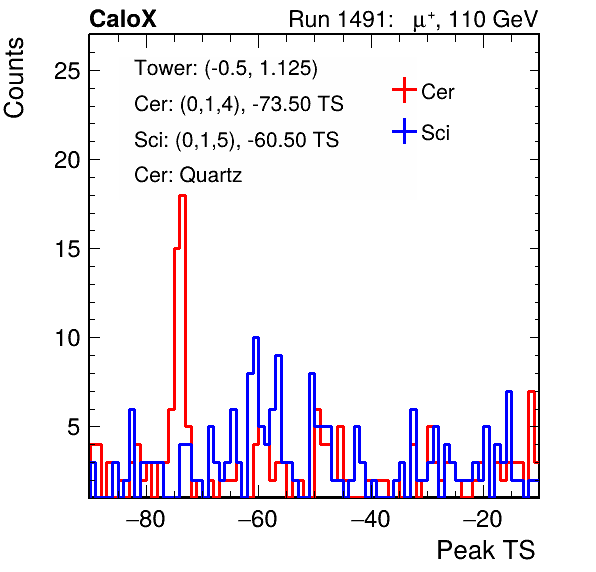 CaloX Run 1491: μ⁺, 110 GeV
Counts
Tower: (-0.5, 1.125)
Cer: (0,1,4), -73.50 TS
Sci: (0,1,5), -60.50 TS
Cer: Quartz
Cer
Sci
25
20
15
10
5
−80 −60 −40 −20
Peak TS